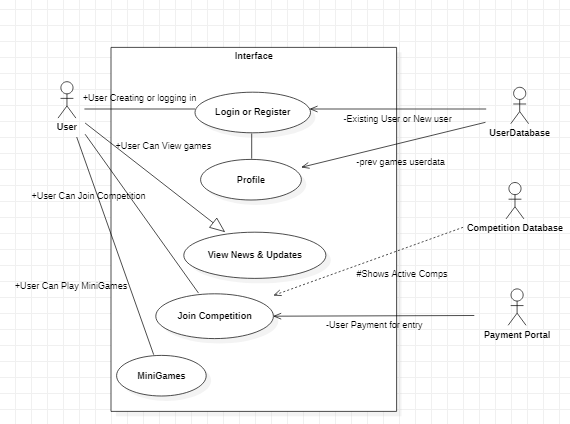 Interface
+User Creating or logging in
Login or Register
-Existing User or New user
UserDatabase
User
+User Can View games
-prev games userdata
Profile
+User Can Join Competition
Competition Database
View News & Updates
#Shows Active Comps
+User Can Play MiniGames
Join Competition
-User Payment for entry
Payment Portal
MiniGames